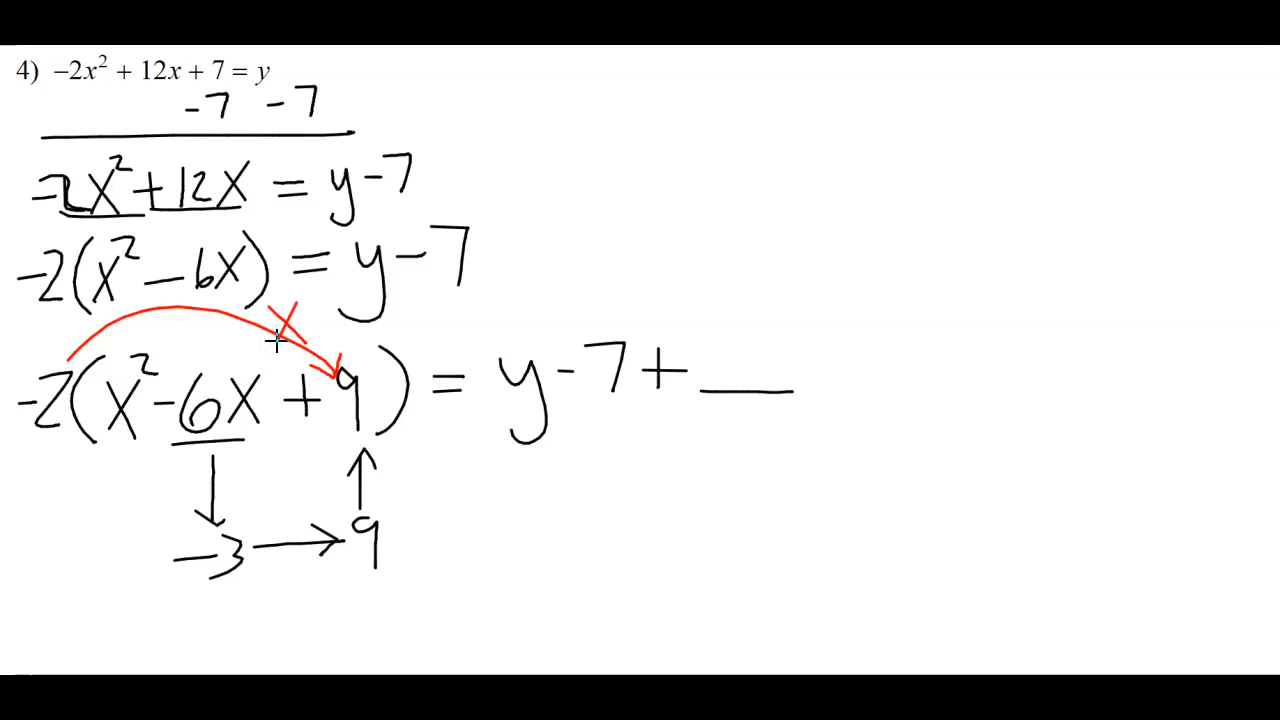 4) −2x² + 12x + 7 = y
-7 -7
-2x² + 12x = y - 7
-2(x² - 6x) = y - 7
x
-2(x² - 6x + 9) = y - 7 + __
-3 → 9